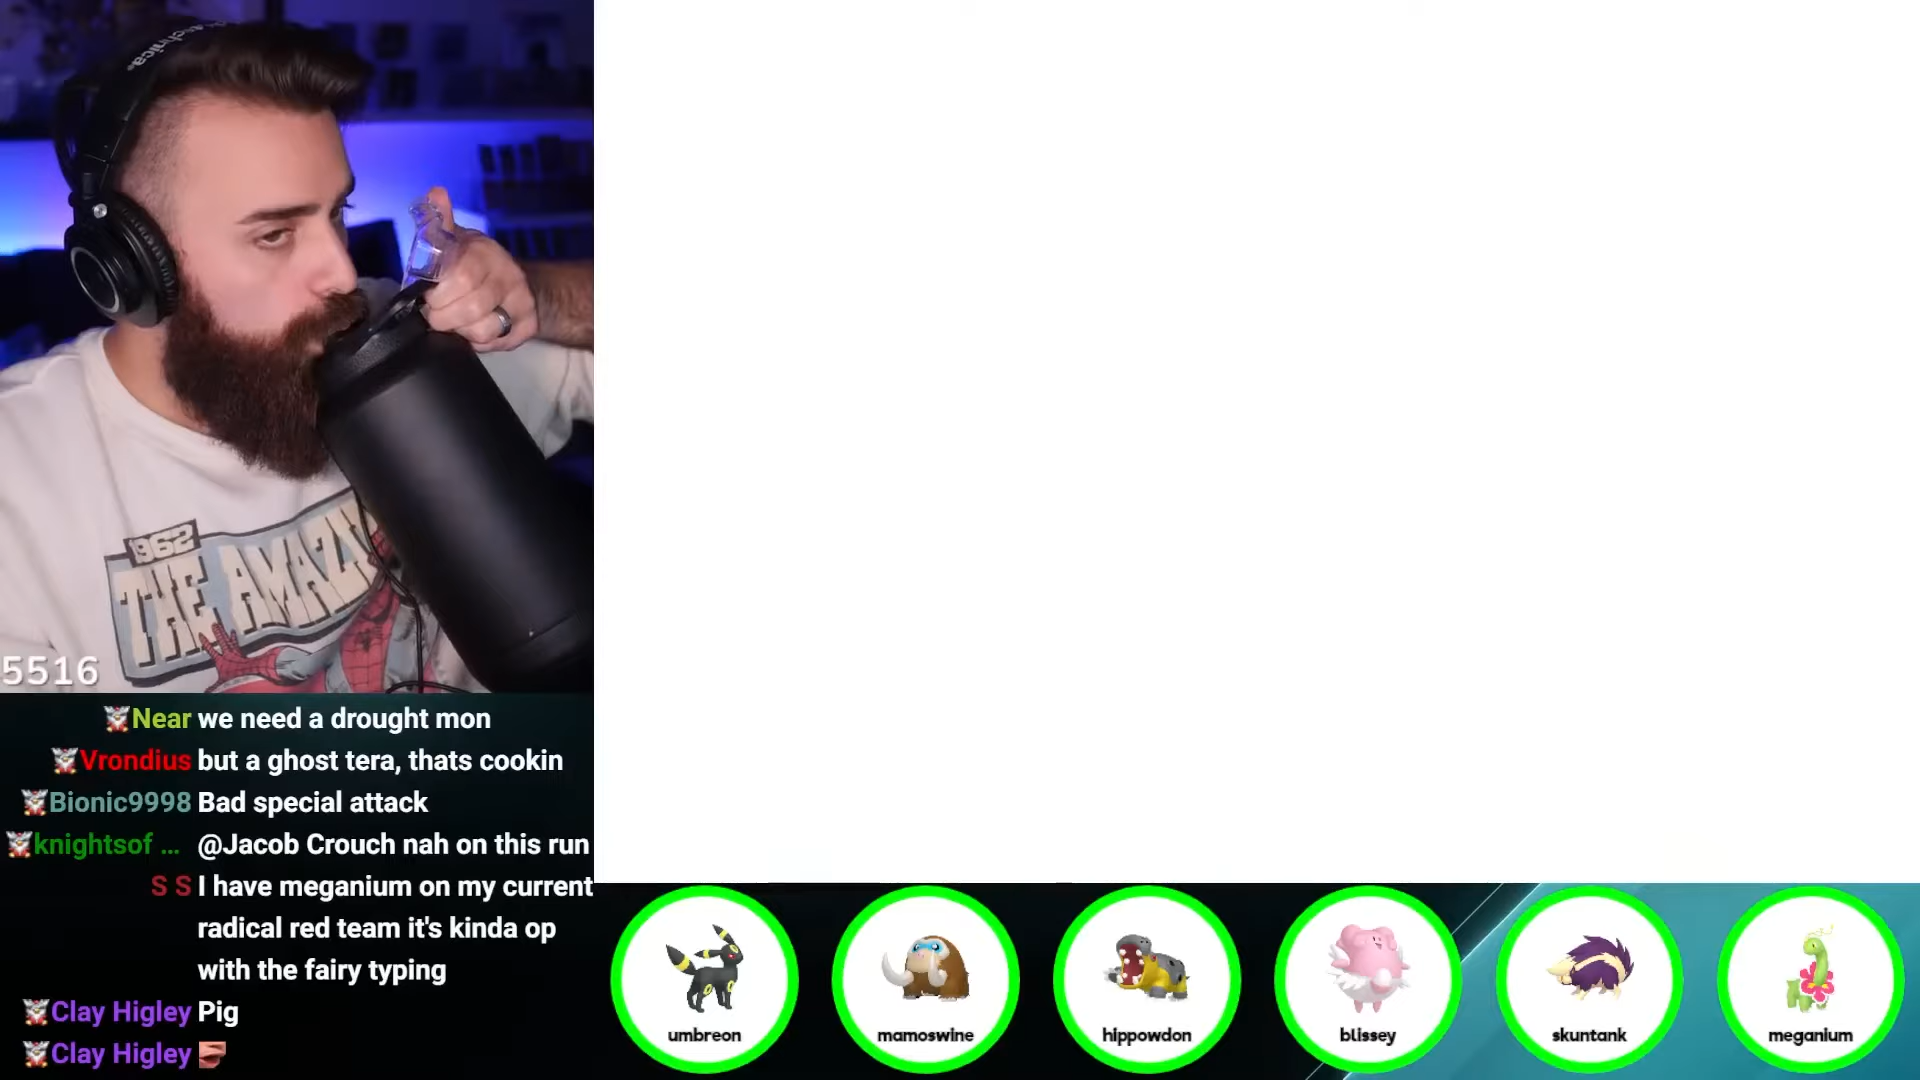 technica
1962
THE AMAZI
5516
Near we need a drought mon
Vrondius but a ghost tera, thats cookin
Bionic9998 Bad special attack
knightsof ... @Jacob Crouch nah on this run
S S I have meganium on my current
radical red team it's kinda op
with the fairy typing
Clay Higley Pig
Clay Higley
umbreon
mamoswine
hippowdon
blissey
skuntank
meganium